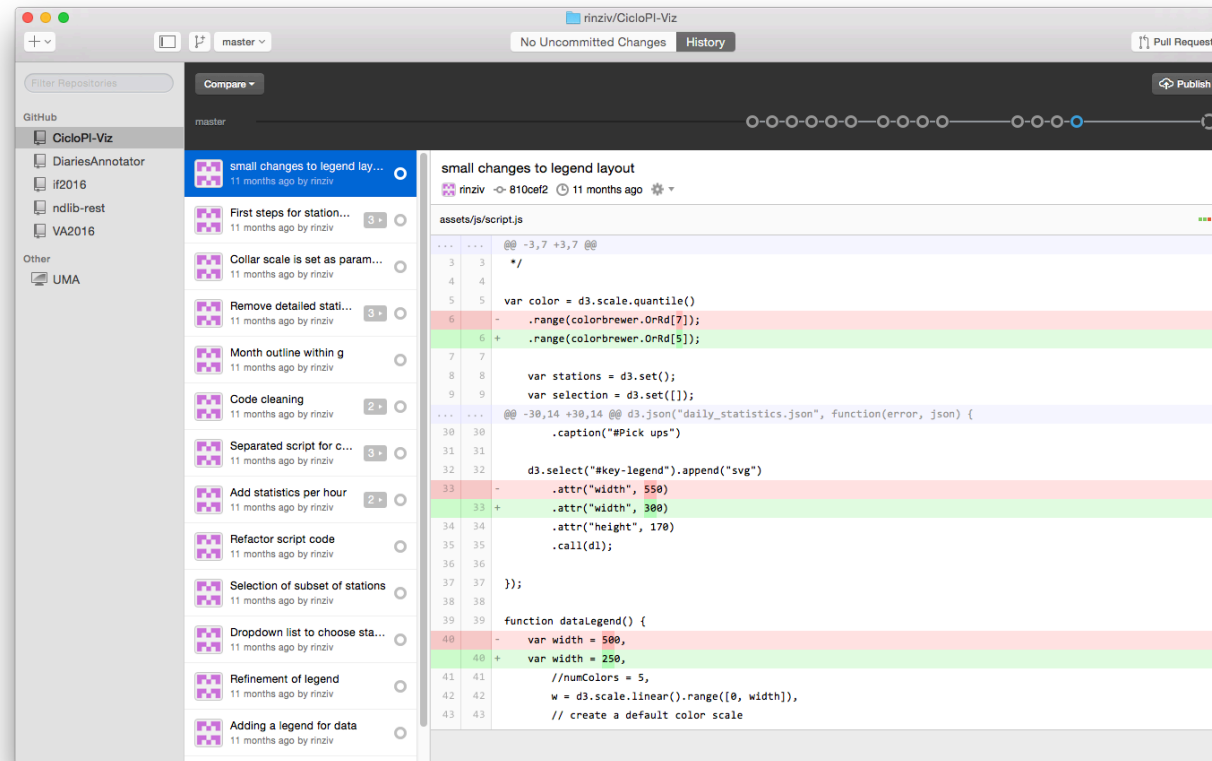 rinziv/CicloPI-Viz
+ master No Uncommitted Changes History Pull Request
Filter Repositories
GitHub
CicloPI-Viz
DiariesAnnotator
if2016
ndlib-rest
VA2016
Other
UMA
Compare Publish
master
small changes to legend lay...
11 months ago by rinziv
First steps for station... 3
11 months ago by rinziv
Collar scale is set as param...
11 months ago by rinziv
Remove detailed stati... 3
11 months ago by rinziv
Month outline within g
11 months ago by rinziv
Code cleaning 2
11 months ago by rinziv
Separated script for c... 3
11 months ago by rinziv
Add statistics per hour 2
11 months ago by rinziv
Refactor script code
11 months ago by rinziv
Selection of subset of stations
11 months ago by rinziv
Dropdown list to choose sta...
11 months ago by rinziv
Refinement of legend
11 months ago by rinziv
Adding a legend for data
11 months ago by rinziv
small changes to legend layout
rinziv 810cef2 11 months ago
assets/js/script.js
... ... @@ -3,7 +3,7 @@
3 3 */
4 4
5 5 var color = d3.scale.quantile()
6 - .range(colorbrewer.OrRd[7]);
6 + .range(colorbrewer.OrRd[5]);
7 7
8 8 var stations = d3.set();
9 9 var selection = d3.set([]);
... ... @@ -30,14 +30,14 @@ d3.json("daily_statistics.json", function(error, json) {
30 30 .caption("#Pick ups")
31 31
32 32 d3.select("#key-legend").append("svg")
33 - .attr("width", 550)
33 + .attr("width", 300)
34 34 .attr("height", 170)
35 35 .call(dl);
36 36
37 37 });
38 38
39 39 function dataLegend() {
40 - var width = 500,
40 + var width = 250,
41 41 //numColors = 5,
42 42 w = d3.scale.linear().range([0, width]),
43 43 // create a default color scale